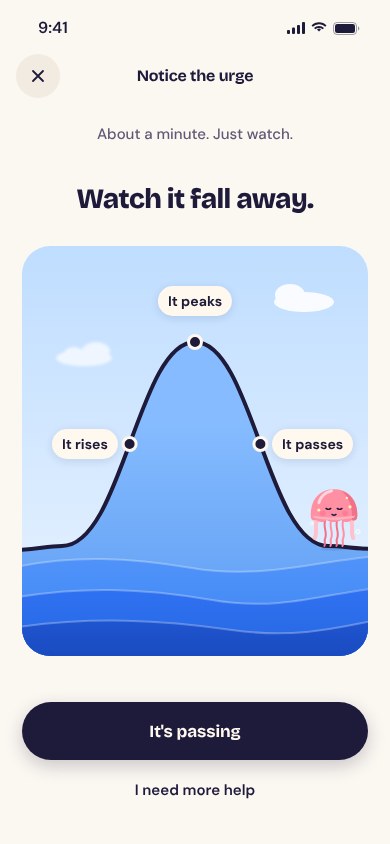 9:41
Notice the urge
About a minute. Just watch.
Watch it fall away.
It peaks
It rises
It passes
It's passing
I need more help